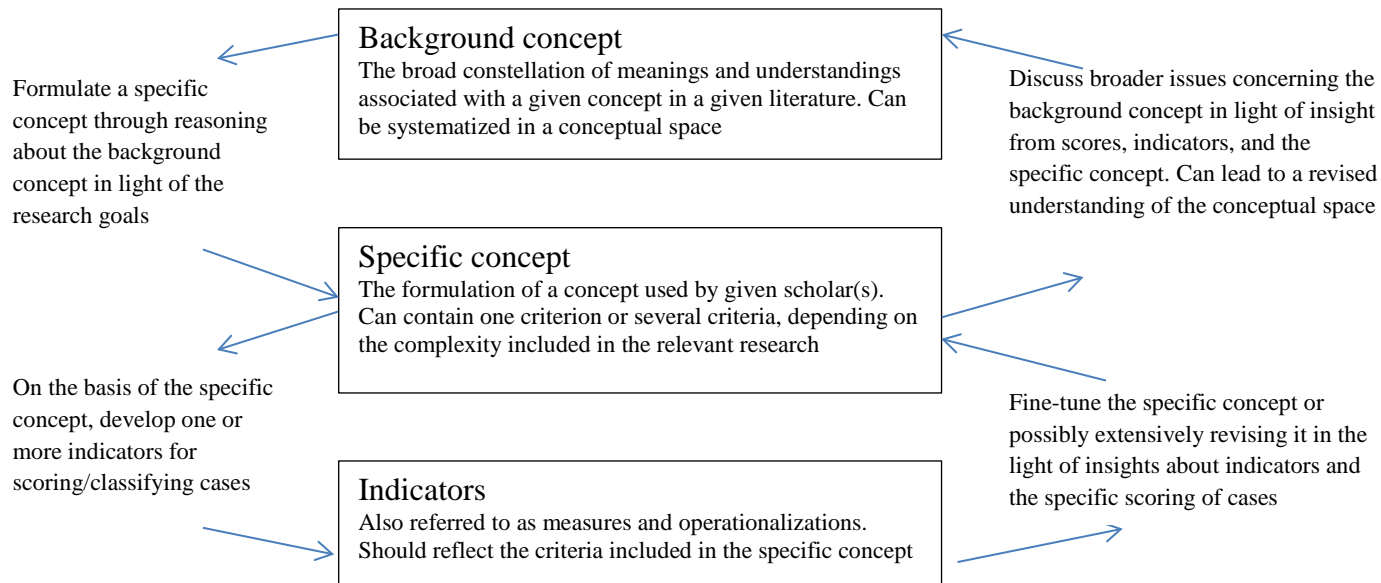 Background concept
The broad constellation of meanings and understandings
associated with a given concept in a given literature. Can
be systematized in a conceptual space
Formulate a specific
concept through reasoning
about the background
concept in light of the
research goals
Discuss broader issues concerning the
background concept in light of insight
from scores, indicators, and the
specific concept. Can lead to a revised
understanding of the conceptual space
Specific concept
The formulation of a concept used by given scholar(s).
Can contain one criterion or several criteria, depending on
the complexity included in the relevant research
On the basis of the specific
concept, develop one or
more indicators for
scoring/classifying cases
Fine-tune the specific concept or
possibly extensively revising it in the
light of insights about indicators and
the specific scoring of cases
Indicators
Also referred to as measures and operationalizations.
Should reflect the criteria included in the specific concept